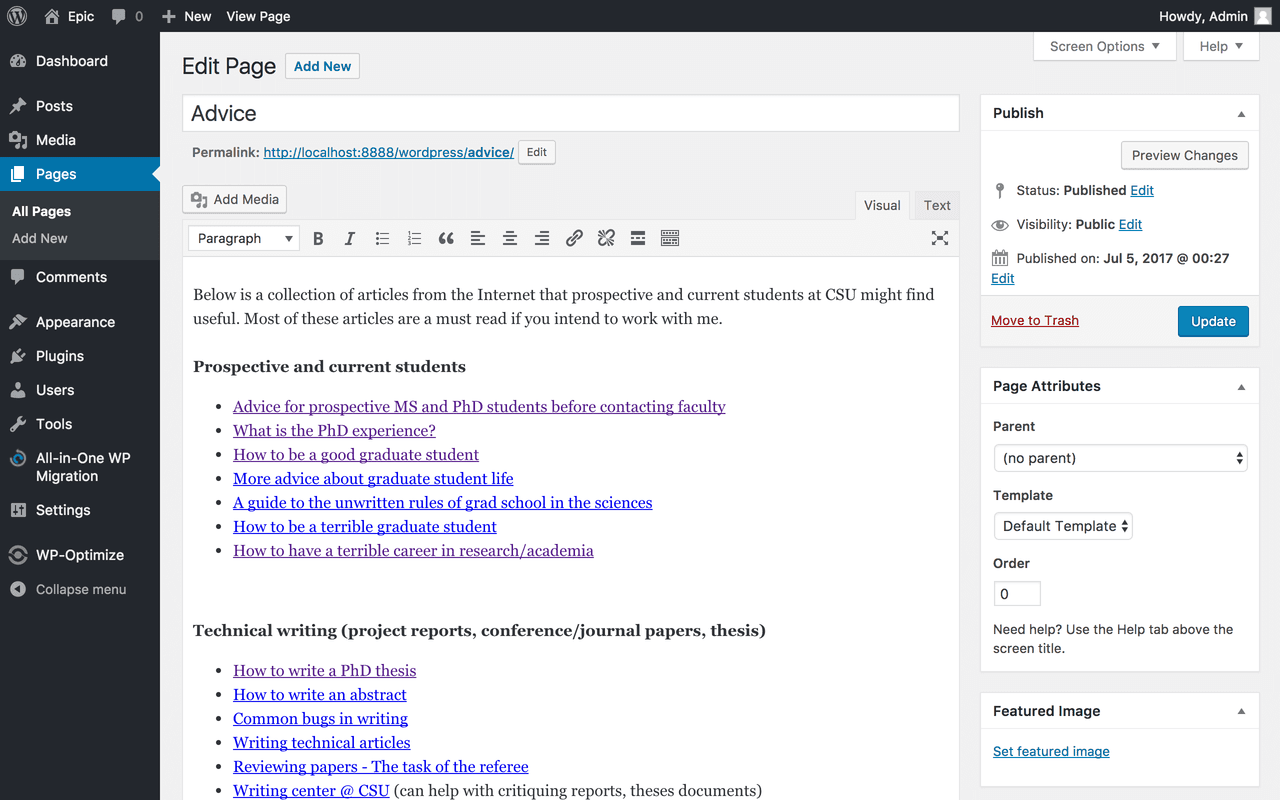 Epic 0 New View Page Howdy, Admin
Dashboard
Posts
Media
Pages
All Pages
Add New
Comments
Appearance
Plugins
Users
Tools
All-in-One WP
Migration
Settings
WP-Optimize
Collapse menu
Screen Options Help
Edit Page Add New
Advice
Permalink: http://localhost:8888/wordpress/advice/ Edit
Add Media
Visual Text
Paragraph
Below is a collection of articles from the Internet that prospective and current students at CSU might find
useful. Most of these articles are a must read if you intend to work with me.
Prospective and current students
• Advice for prospective MS and PhD students before contacting faculty
• What is the PhD experience?
• How to be a good graduate student
• More advice about graduate student life
• A guide to the unwritten rules of grad school in the sciences
• How to be a terrible graduate student
• How to have a terrible career in research/academia
Technical writing (project reports, conference/journal papers, thesis)
• How to write a PhD thesis
• How to write an abstract
• Common bugs in writing
• Writing technical articles
• Reviewing papers - The task of the referee
• Writing center @ CSU (can help with critiquing reports, theses documents)
Publish
Preview Changes
Status: Published Edit
Visibility: Public Edit
Published on: Jul 5, 2017 @ 00:27
Edit
Move to Trash Update
Page Attributes
Parent
(no parent)
Template
Default Template
Order
0
Need help? Use the Help tab above the
screen title.
Featured Image
Set featured image